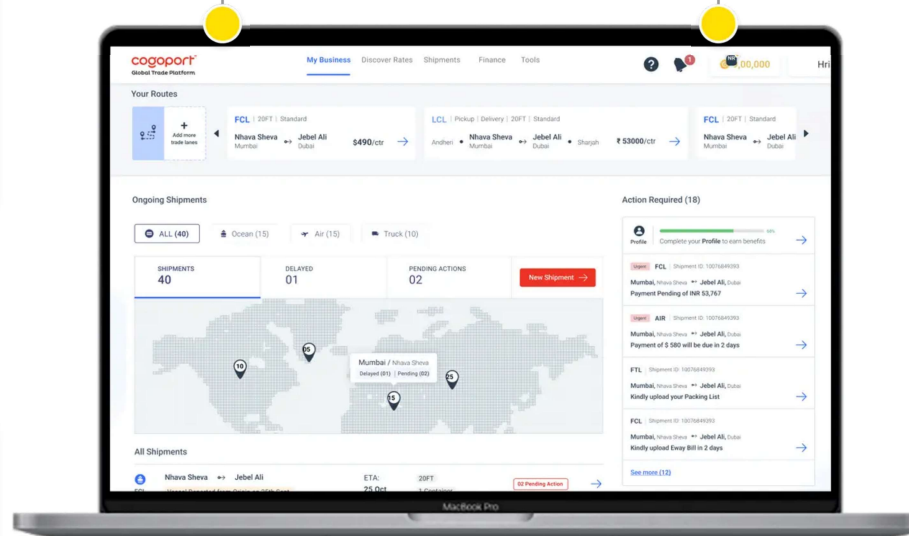 cogoport
Global Trade Platform
My Business Discover Rates Shipments Finance Tools
1
INR
,00,000
Hri
Your Routes
+
Add more
trade lanes
FCL | 20FT | Standard
Nhava Sheva Jebel Ali
Mumbai Dubai
$490/ctr
LCL | Pickup | Delivery | 20FT | Standard
Andheri Nhava Sheva Jebel Ali Sharjah
Mumbai Dubai
₹ 53000/ctr
FCL | 20FT | Standard
Nhava Sheva Jebel Ali
Mumbai Dubai
Ongoing Shipments
ALL (40) Ocean (15) Air (15) Truck (10)
SHIPMENTS
40
DELAYED
01
PENDING ACTIONS
02
New Shipment
10
05
Mumbai / Nhava Sheva
Delayed (01) | Pending (02)
25
15
All Shipments
Nhava Sheva Jebel Ali
FCL
ETA:
25 Oct
20FT
1 Container
02 Pending Action
Action Required (18)
Profile
Complete your Profile to earn benefits
Urgent FCL | Shipment ID 10076849393
Mumbai, Nhava Sheva Jebel Ali, Dubai
Payment Pending of INR 53,767
Urgent AIR | Shipment ID: 10076849393
Mumbai, Nhava Sheva Jebel Ali, Dubai
Payment of $ 580 will be due in 2 days
FTL | Shipment ID: 10076849393
Mumbai, Nhava Sheva Jebel Ali, Dubai
Kindly upload your Packing List
FCL | Shipment ID: 10076849393
Mumbai, Nhava Sheva Jebel Ali, Dubai
Kindly upload Eway Bill in 2 days
See more (12)
MacBook Pro